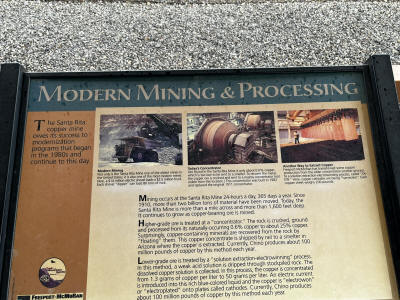 MODERN MINING & PROCESSING
The Santa Rita
copper mine
owes its success to
modernization
programs that began
in the 1980s and
continue to this day.
Modern Mining
Today's Concentrator
Another Way to Extract Copper
Mining occurs at the Santa Rita Mine 24-hours a day, 365 days a year. Since
1910, more than two billion tons of material have been moved. Today, the
Santa Rita Mine is more than a mile across and more than 1,600 feet deep.
It continues to grow as copper-bearing ore is mined.
Higher-grade ore is treated at a "concentrator." The rock is crushed, ground
and processed from its naturally occurring 0.6% copper to about 25% copper.
Surprisingly, copper-containing minerals are recovered from the rock by
"floating" them. This copper concentrate is shipped by rail to a smelter in
Arizona where the copper is extracted. Currently, Chino produces about 100
million pounds of copper by this method each year.
Lower-grade ore is treated by a "solution extraction-electrowinning" process.
In this method, a weak acid solution is dripped through stockpiled rock. The
dissolved copper solution is collected. In this process, the copper is concentrated
from 1.3 grams of copper per liter to 50 grams per liter. An electric current
is introduced into this rich blue-colored liquid and the copper is "electrowon"
or "electroplated" onto plates called cathodes. Currently, Chino produces
about 100 million pounds of copper by this method each year.
FREEPORT-McMoRAN